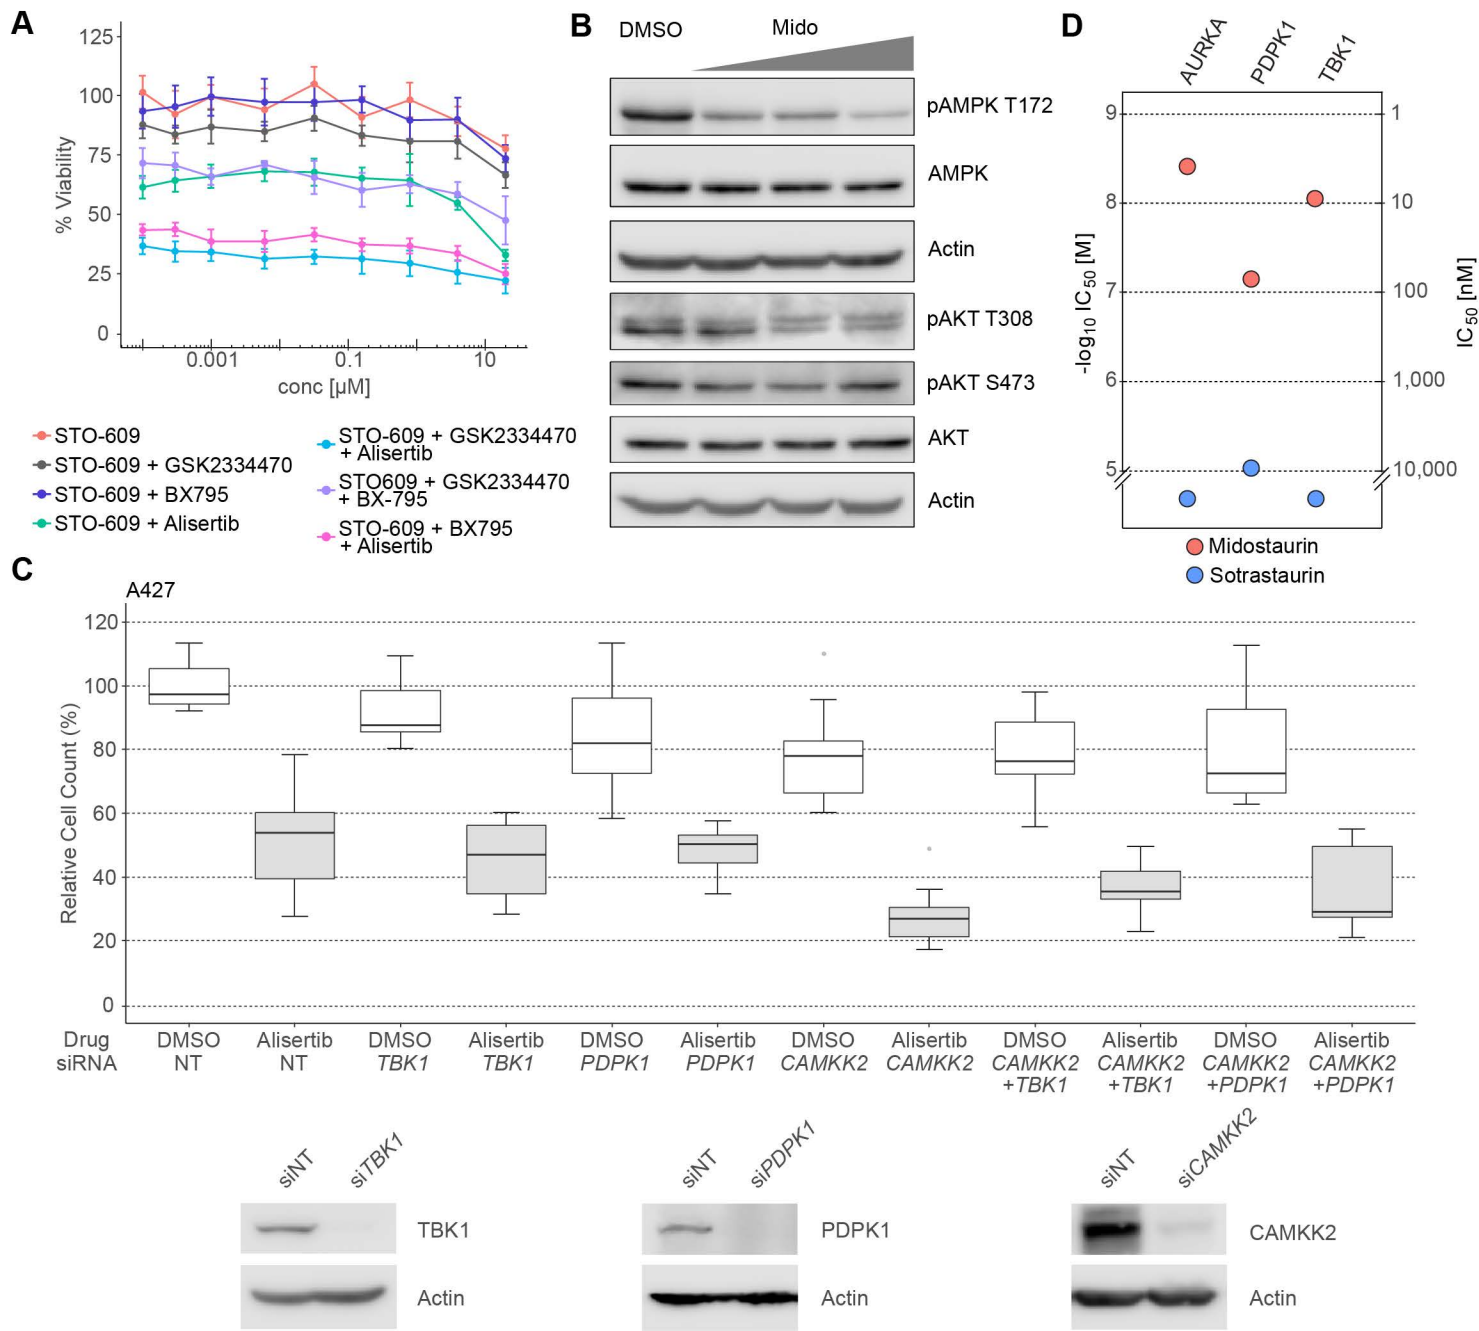 A
125
100
75
50
25
0
% Viability
0.001
0.1
10
conc [µM]
STO-609
STO-609 + GSK2334470
STO-609 + BX795
STO-609 + Alisertib
STO-609 + GSK2334470
+ Alisertib
STO609 + GSK2334470
+ BX-795
STO-609 + BX795
+ Alisertib
B
DMSO
Mido
pAMPK T172
AMPK
Actin
pAKT T308
pAKT S473
AKT
Actin
D
AURKA
PDPK1
TBK1
9
8
7
6
5
-log10 IC50 [M]
1
10
100
1,000
10,000
IC50 [nM]
Midostaurin
Sotrastaurin
C
A427
120
100
80
60
40
20
0
Relative Cell Count (%)
Drug
siRNA
DMSO
NT
Alisertib
NT
DMSO
TBK1
Alisertib
TBK1
DMSO
PDPK1
Alisertib
PDPK1
DMSO
CAMKK2
Alisertib
CAMKK2
DMSO
CAMKK2
+TBK1
Alisertib
CAMKK2
+TBK1
DMSO
CAMKK2
+PDPK1
Alisertib
CAMKK2
+PDPK1
siNT
siTBK1
TBK1
Actin
siNT
siPDPK1
PDPK1
Actin
siNT
siCAMKK2
CAMKK2
Actin